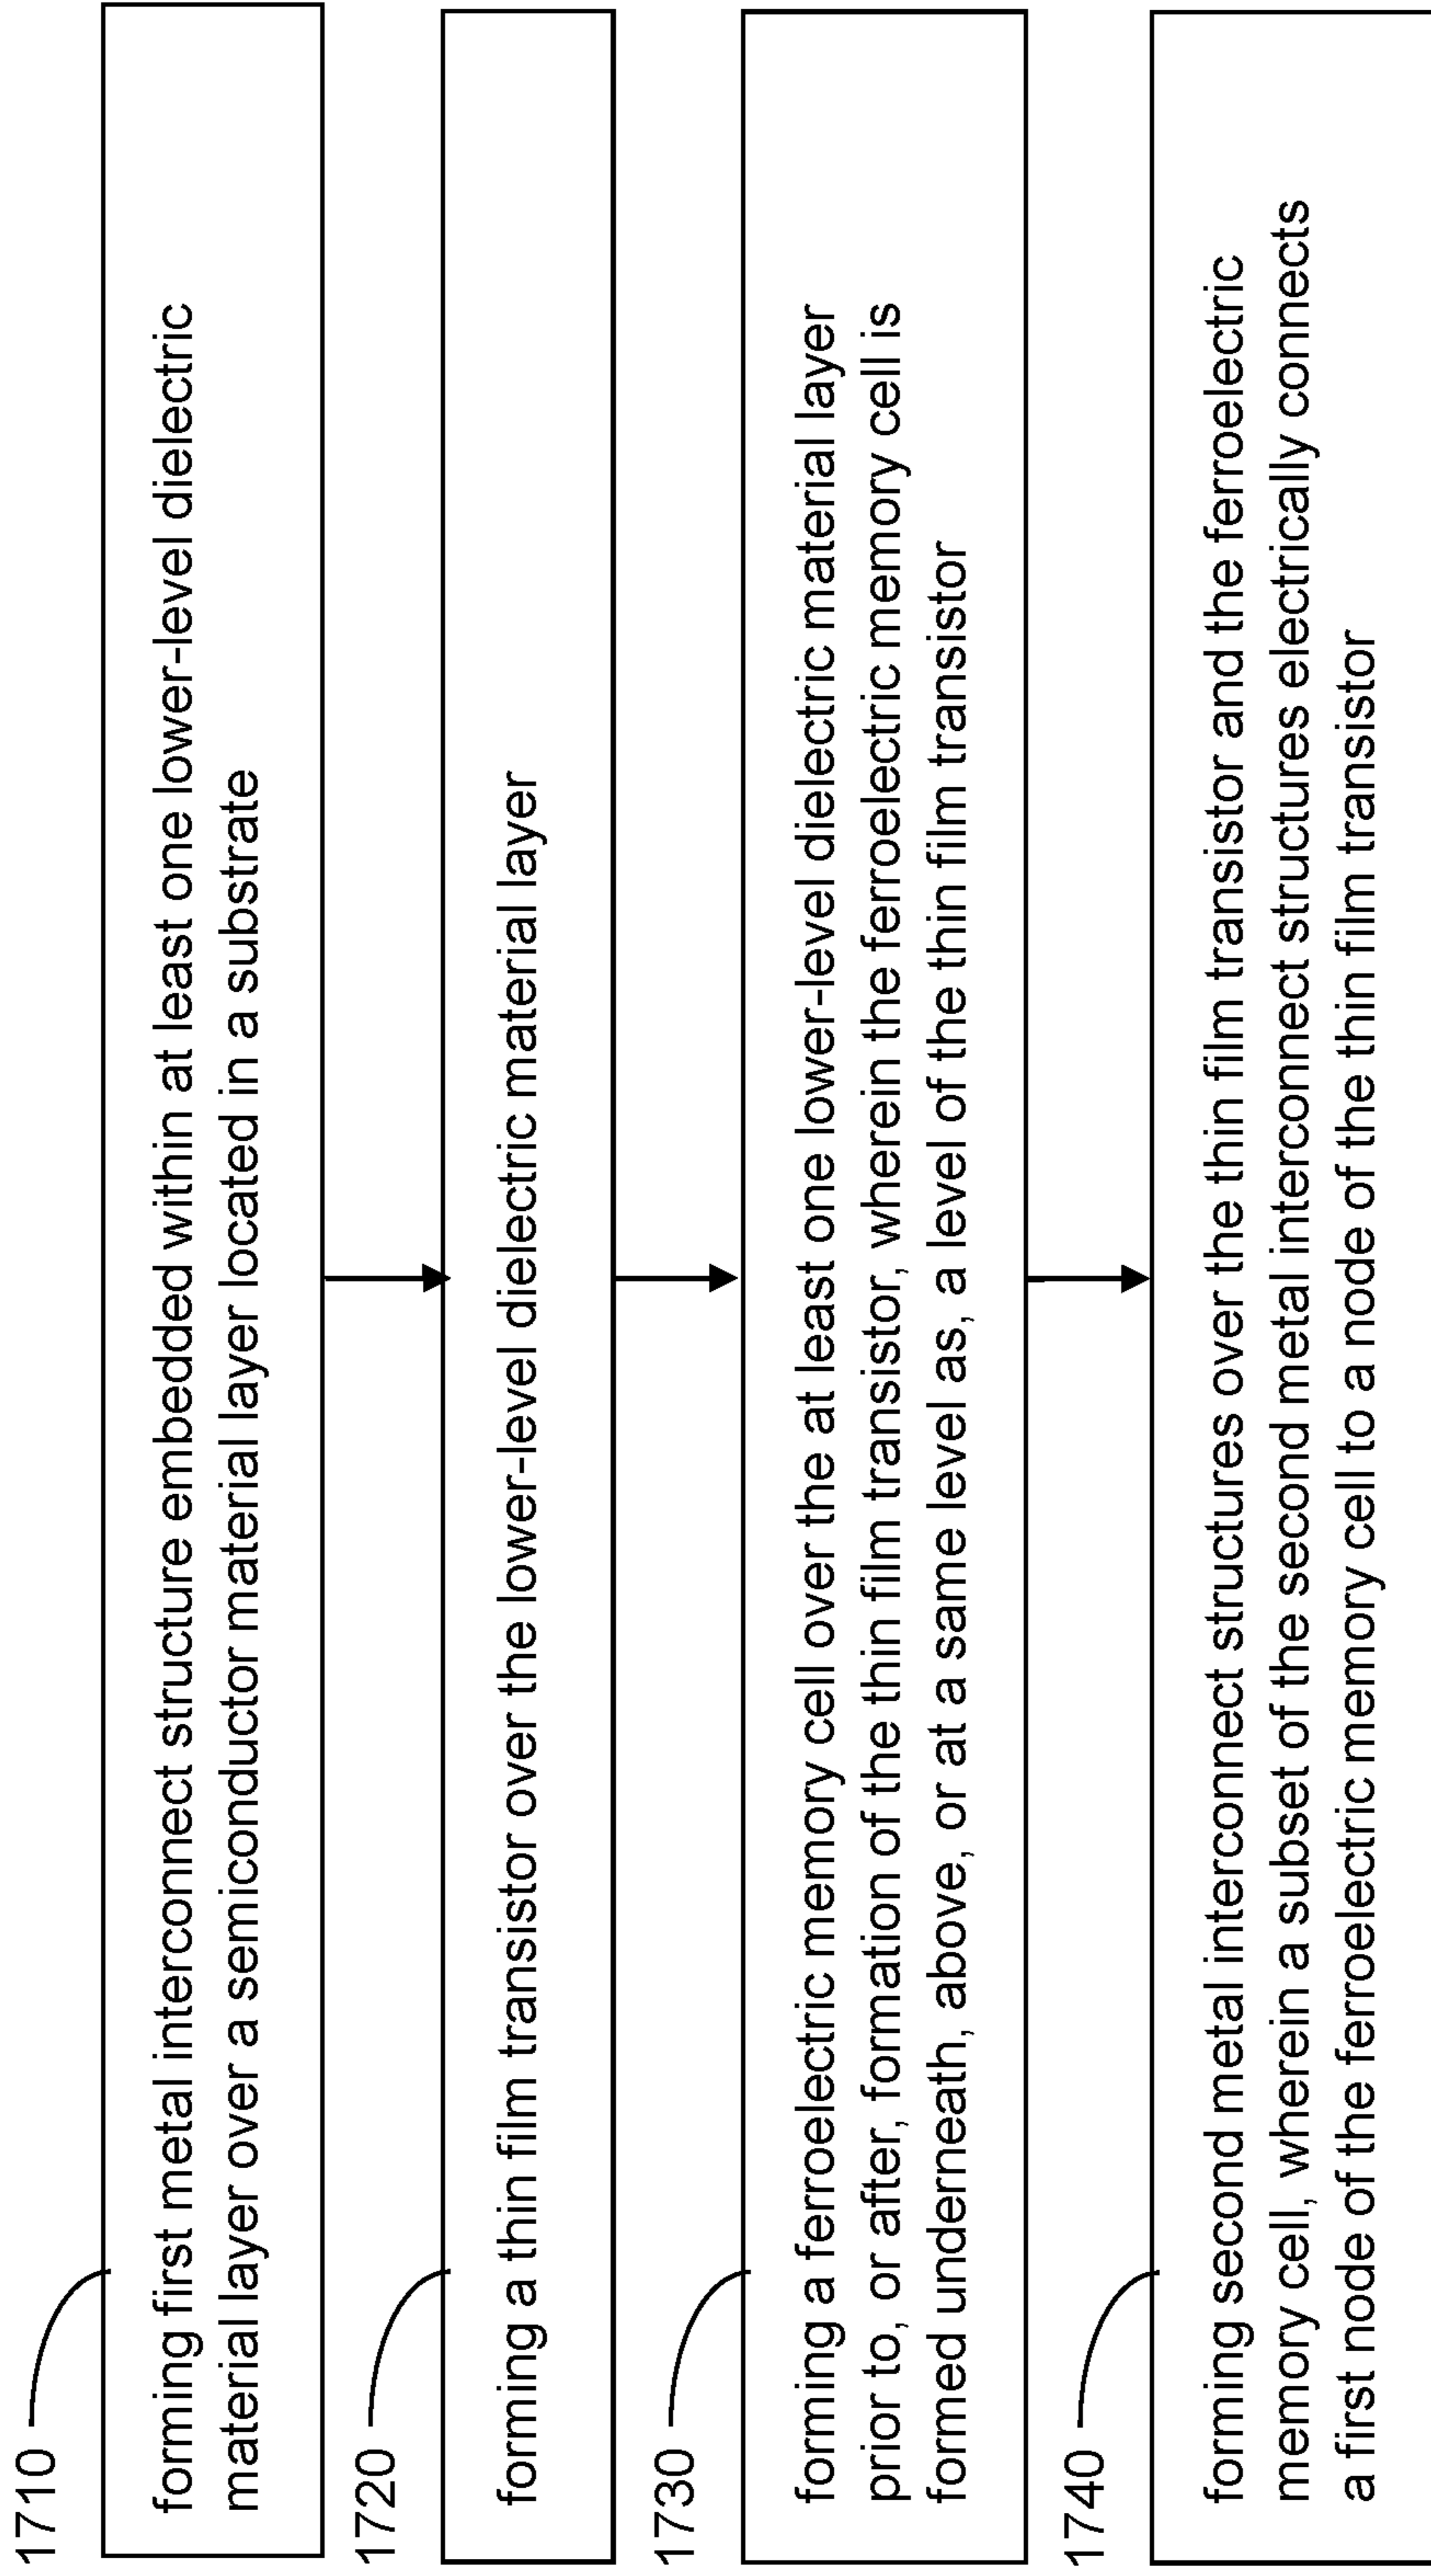 1710
forming first metal interconnect structure embedded within at least one lower-level dielectric
material layer over a semiconductor material layer located in a substrate
1720
forming a thin film transistor over the lower-level dielectric material layer
1730
forming a ferroelectric memory cell over the at least one lower-level dielectric material layer
prior to, or after, formation of the thin film transistor, wherein the ferroelectric memory cell is
formed underneath, above, or at a same level as, a level of the thin film transistor
1740
forming second metal interconnect structures over the thin film transistor and the ferroelectric
memory cell, wherein a subset of the second metal interconnect structures electrically connects
a first node of the ferroelectric memory cell to a node of the thin film transistor